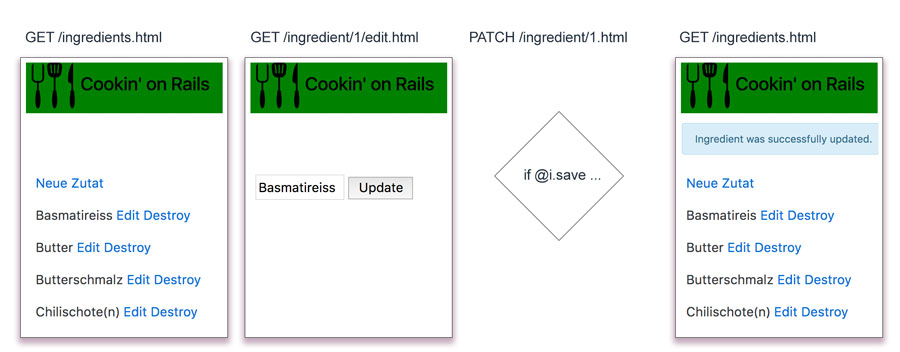 GET /ingredients.html
Cookin' on Rails
Neue Zutat
Basmatireiss Edit Destroy
Butter Edit Destroy
Butterschmalz Edit Destroy
Chilischote(n) Edit Destroy
GET /ingredient/1/edit.html
Cookin' on Rails
Basmatireiss Update
PATCH /ingredient/1.html
if @i.save ...
GET /ingredients.html
Cookin' on Rails
Ingredient was successfully updated.
Neue Zutat
Basmatireis Edit Destroy
Butter Edit Destroy
Butterschmalz Edit Destroy
Chilischote(n) Edit Destroy